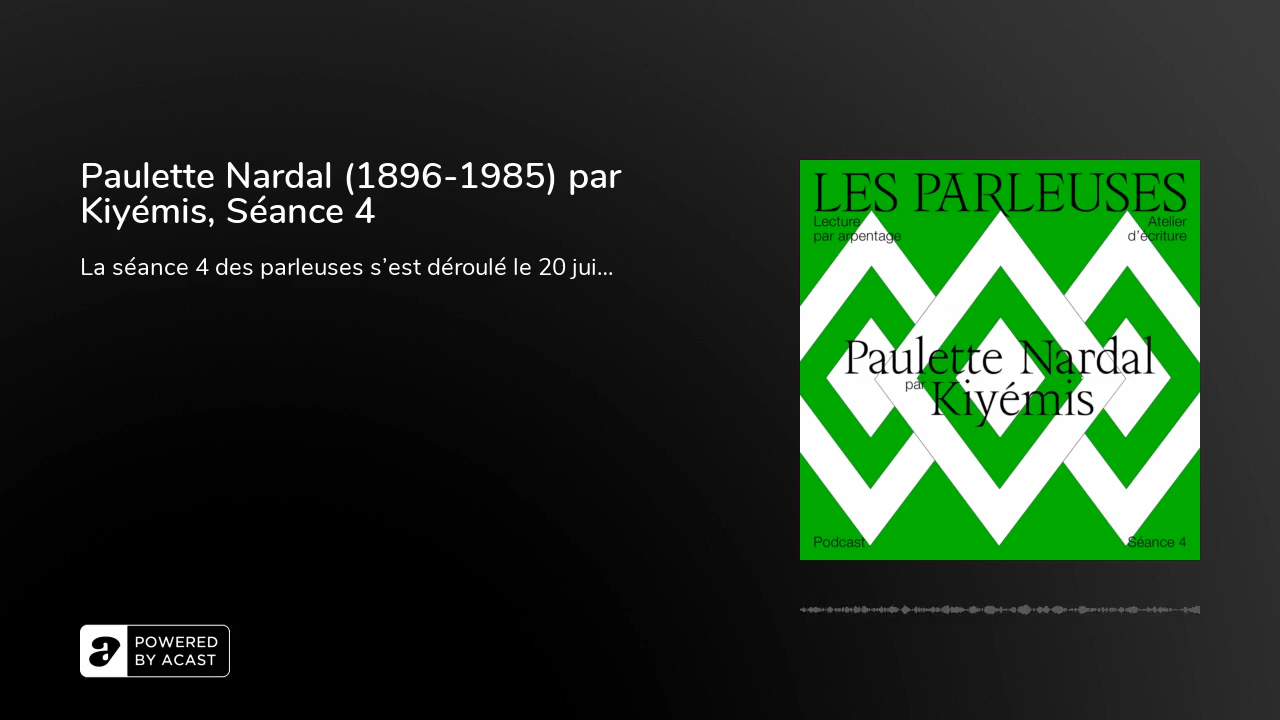 Paulette Nardal (1896-1985) par
Kiyémis, Séance 4
La séance 4 des parleuses s’est déroulé le 20 jui...
LES PARLEUSES
Lecture
par arpentage
Atelier
d'écriture
Paulette Nardal
par
Kiyémis
Podcast
Séance 4
POWERED
BY ACAST